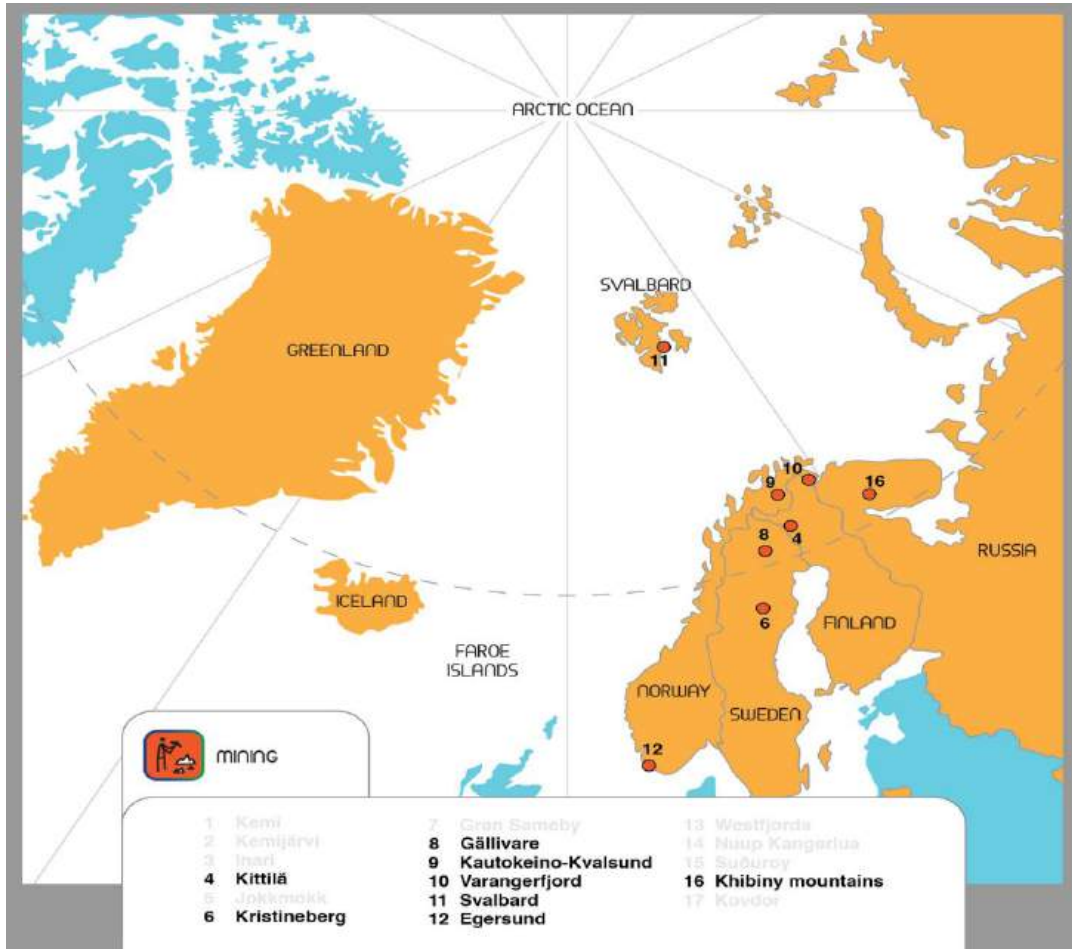 ARCTIC OCEAN
SVALBARD
GREENLAND
11
10
9
16
8
4
RUSSIA
ICELAND
6
FINLAND
FAROE
ISLANDS
NORWAY
SWEDEN
12
MINING
1 Kemi
2 Kemijärvi
3 Inari
4 Kittilä
5 Jokkmokk
6 Kristineberg
7 Gran Sameby
8 Gällivare
9 Kautokeino-Kvalsund
10 Varangerfjord
11 Svalbard
12 Egersund
13 Westfjords
14 Nuup Kangerlua
15 Suðuroy
16 Khibiny mountains
17 Kovdor